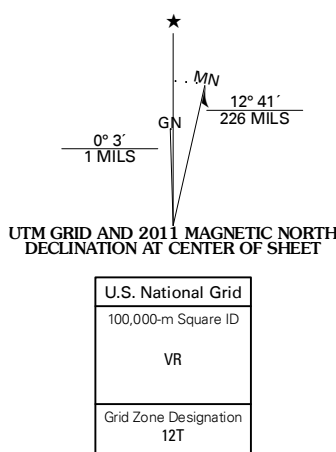 ★
MN
GN
12° 41´
226 MILS
0° 3´
1 MILS
UTM GRID AND 2011 MAGNETIC NORTH
DECLINATION AT CENTER OF SHEET
U.S. National Grid
100,000-m Square ID
VR
Grid Zone Designation
12T